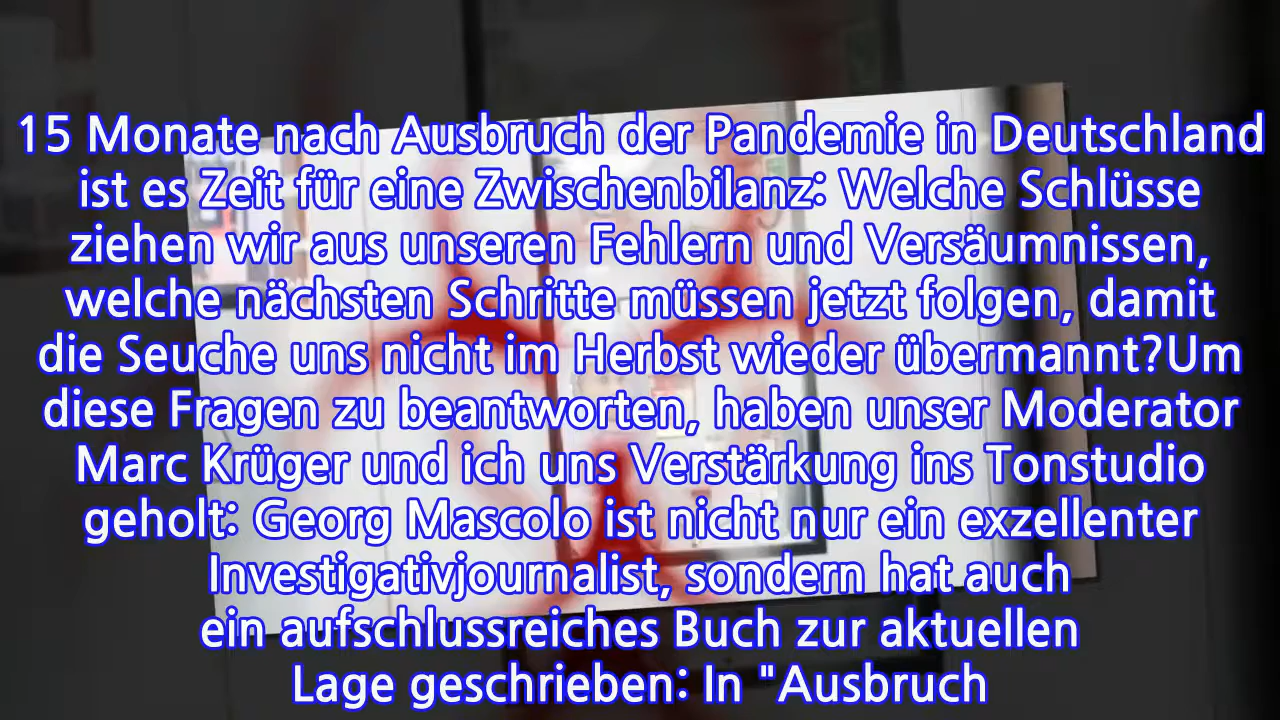 15 Monate nach Ausbruch der Pandemie in Deutschland
ist es Zeit für eine Zwischenbilanz: Welche Schlüsse
ziehen wir aus unseren Fehlern und Versäumnissen,
welche nächsten Schritte müssen jetzt folgen, damit
die Seuche uns nicht im Herbst wieder übermannt?Um
diese Fragen zu beantworten, haben unser Moderator
Marc Krüger und ich uns Verstärkung ins Tonstudio
geholt: Georg Mascolo ist nicht nur ein exzellenter
Investigativjournalist, sondern hat auch
ein aufschlussreiches Buch zur aktuellen
Lage geschrieben: In "Ausbruch